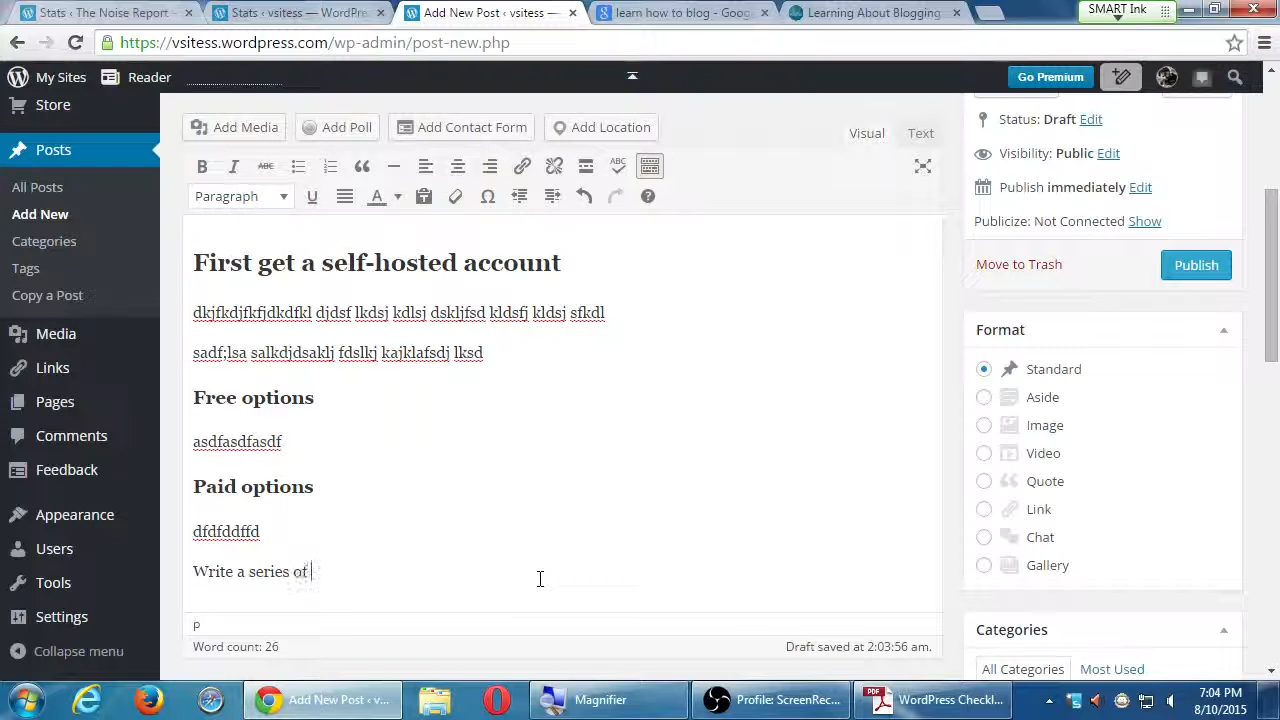 Stats ‹ The Noise Report -
Stats ‹ vsitess — WordPres
Add New Post ‹ vsitess —
learn how to blog - Goog
Learning About Blogging
SMART Ink
https://vsitess.wordpress.com/wp-admin/post-new.php
My Sites
Reader
Go Premium
Store
Posts
All Posts
Add New
Categories
Tags
Copy a Post
Media
Links
Pages
Comments
Feedback
Appearance
Users
Tools
Settings
Collapse menu
Add Media
Add Poll
Add Contact Form
Add Location
Visual
Text
B I ABC ABC
Paragraph U A Ω
First get a self-hosted account
dkjfkdjfkfjdkdfkl djdsf lkdsj kdlsj dskljfsd kldsfj kldsj sfkdl
sadf;lsa salkdjdsaklj fdslkj kajklafsdj lksd
Free options
asdfasdfasdf
Paid options
dfdfddffd
Write a series of
p
Word count: 26
Draft saved at 2:03:56 am.
Status: Draft Edit
Visibility: Public Edit
Publish immediately Edit
Publicize: Not Connected Show
Move to Trash
Publish
Format
Standard
Aside
Image
Video
Quote
Link
Chat
Gallery
Categories
All Categories
Most Used
Add New Post ‹ v...
Magnifier
Profile: ScreenRec...
PDF
WordPress Checkl...
7:04 PM
8/10/2015